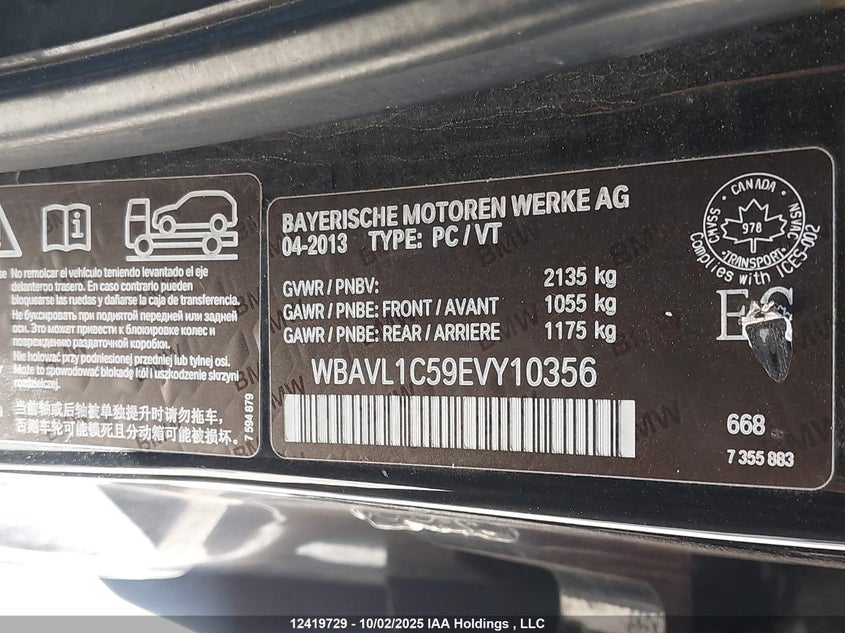 No remolcar el vehículo teniendo levantado el eje
delantero o trasero. En caso contrario pueden
bloquearse las ruedas y dañarse la caja de transferencia.
Не буксировать при поднятой передней или задней
оси. Это может привести к блокировке колес и
повреждению раздаточной коробки.
Nie holować przy podniesionej przedniej lub tylnej osi.
Może to spowodować blokadę kół i uszkodzenie skrzyni
rozdzielczej.
当前轴或后轴被单独提升时请勿拖车，
否则车轮可能锁死且分动箱可能被损坏。
7 594 879
BAYERISCHE MOTOREN WERKE AG
04-2013 TYPE: PC / VT
GVWR / PNBV: 2135 kg
GAWR / PNBE: FRONT / AVANT 1055 kg
GAWR / PNBE: REAR / ARRIERE 1175 kg
WBAVL1C59EVY10356
CANADA
CMVSS
NSVAC
978
TRANSPORT
Complies with ICES-002
668
7 355 883
12419729 - 10/02/2025 IAA Holdings , LLC